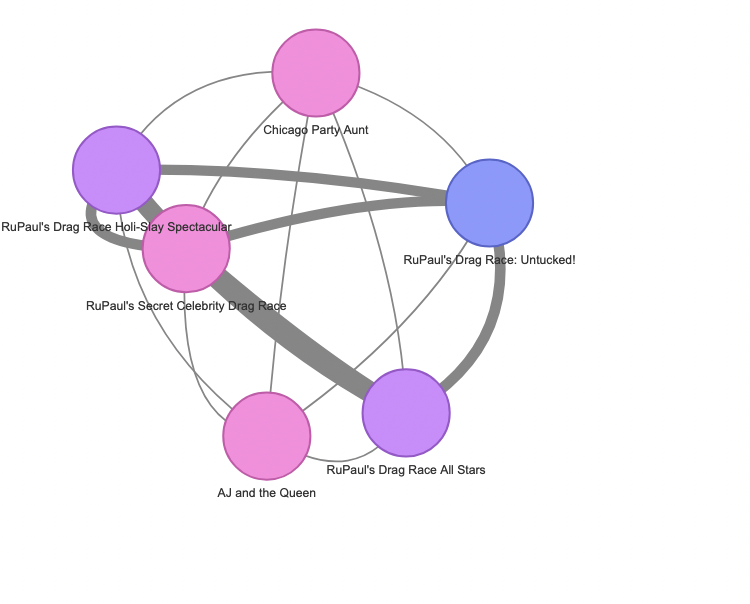 Chicago Party Aunt
RuPaul's Drag Race Holi-Slay Spectacular
RuPaul's Drag Race: Untucked!
RuPaul's Secret Celebrity Drag Race
RuPaul's Drag Race All Stars
AJ and the Queen